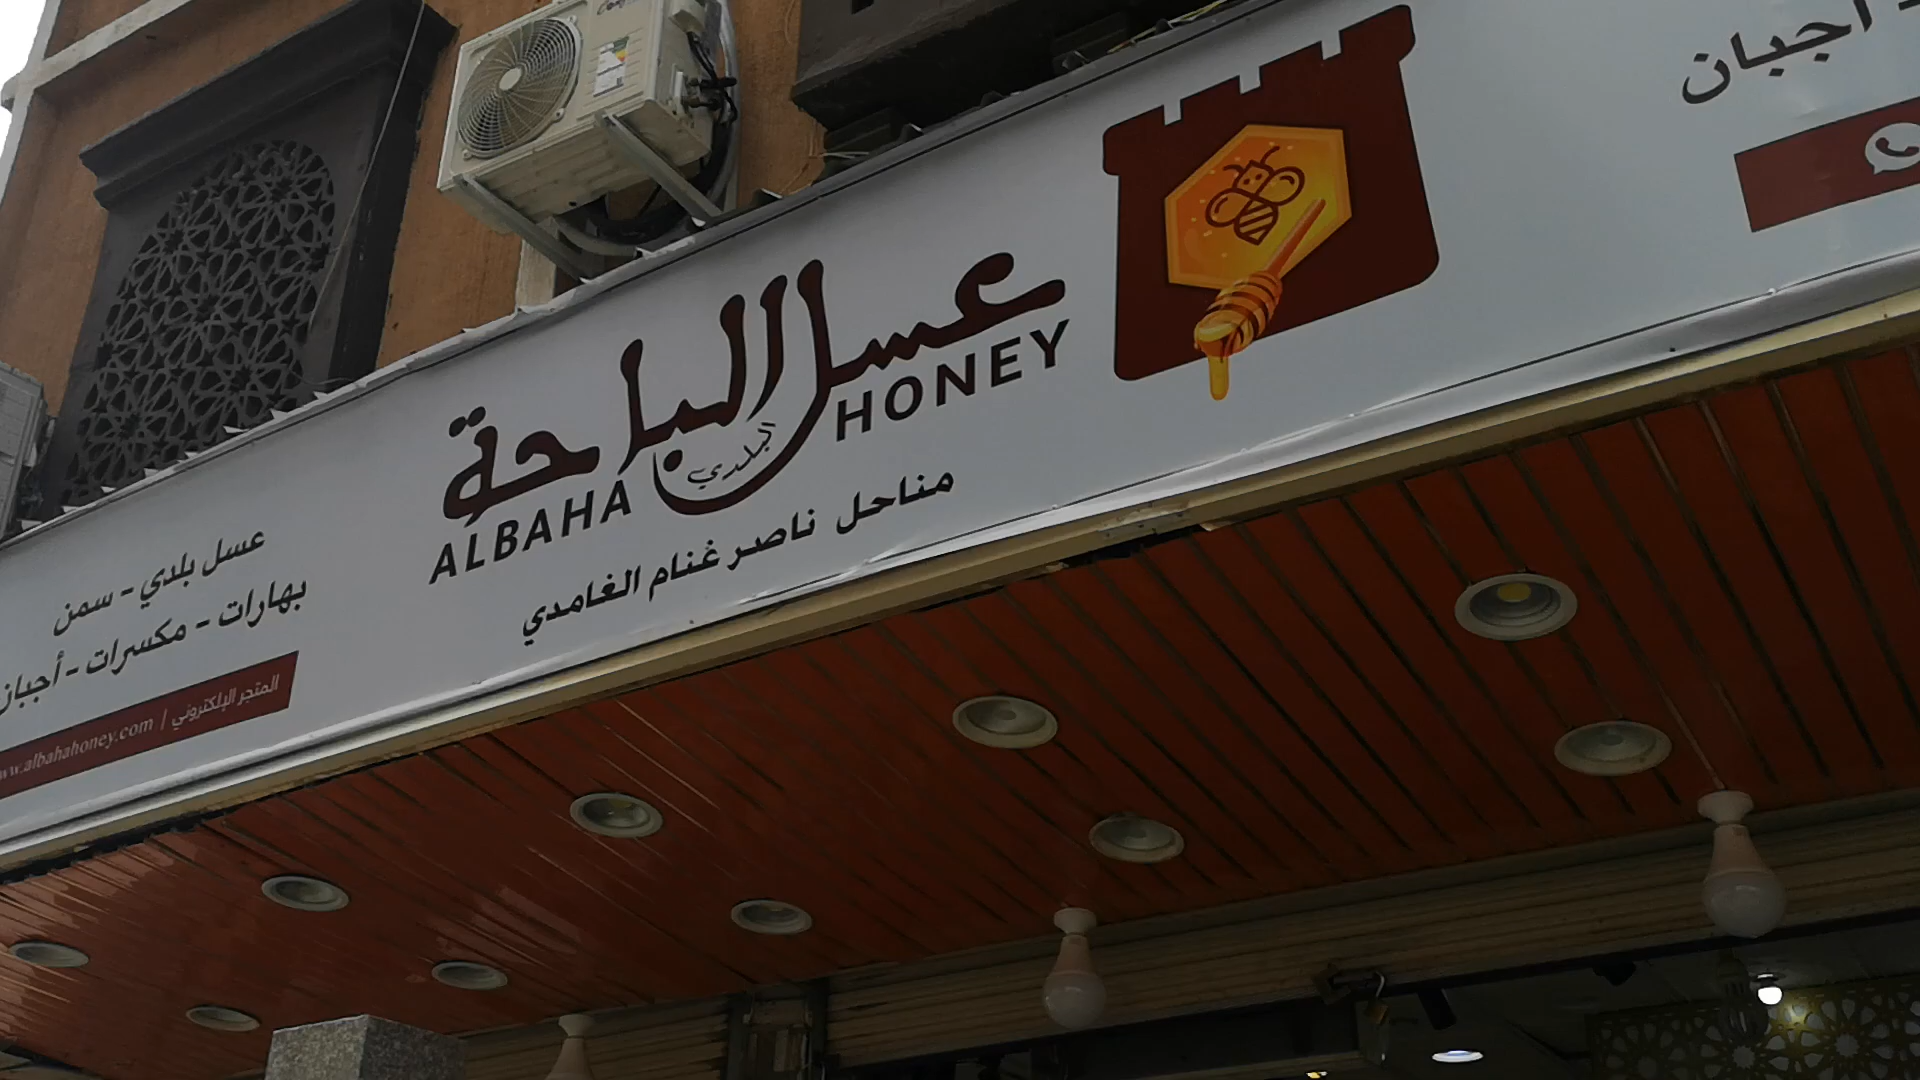 عسل الباحة
البلدي
ALBAHA HONEY
مناحل ناصر غنام الغامدي
عسل بلدي - سمن
بهارات - مكسرات - أجبان
المتجر الإلكتروني | www.albahahoney.com
أجبان